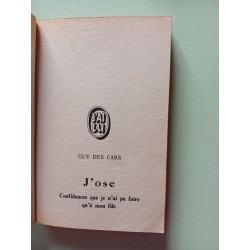 J'AI
LU
GUY DES CARS
J'ose
Confidences que je n'ai pu faire
qu'à mon fils